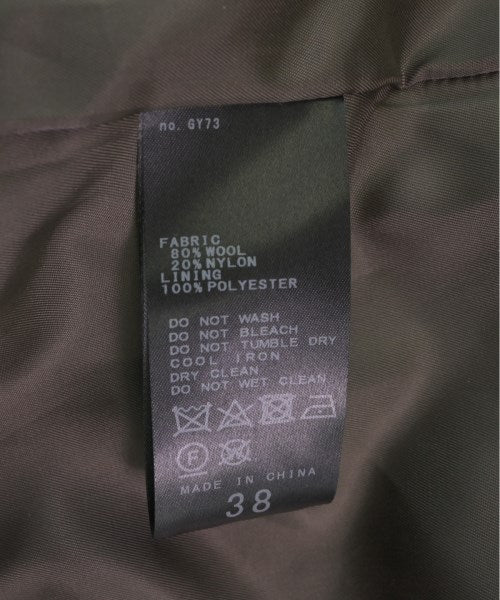 no. GY73
FABRIC
80%WOOL
20%NYLON
LINING
100%POLYESTER
DO NOT WASH
DO NOT BLEACH
DO NOT TUMBLE DRY
COOL IRON
DRY CLEAN
DO NOT WET CLEAN
F W
MADE IN CHINA
38